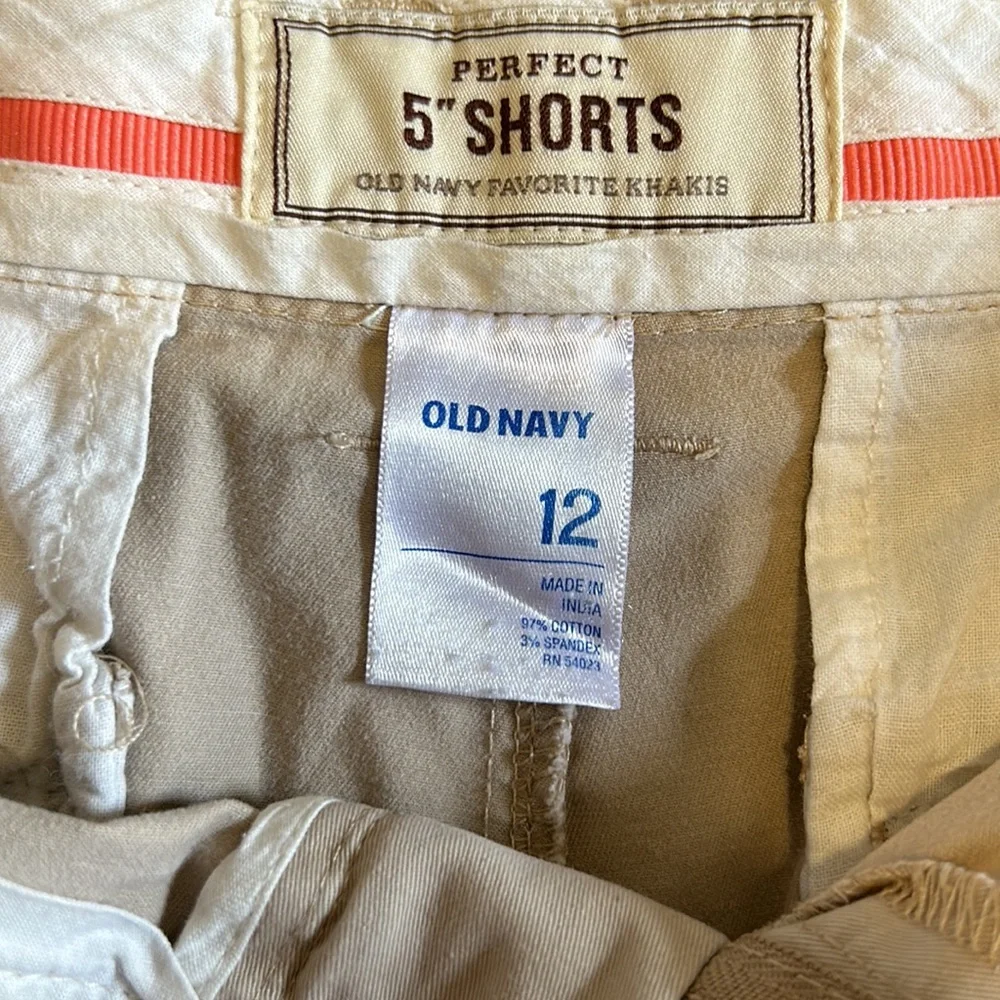 PERFECT
5" SHORTS
OLD NAVY FAVORITE KHAKIS
OLD NAVY
12
MADE IN
INDIA
97% COTTON
3% SPANDEX
RN 54023